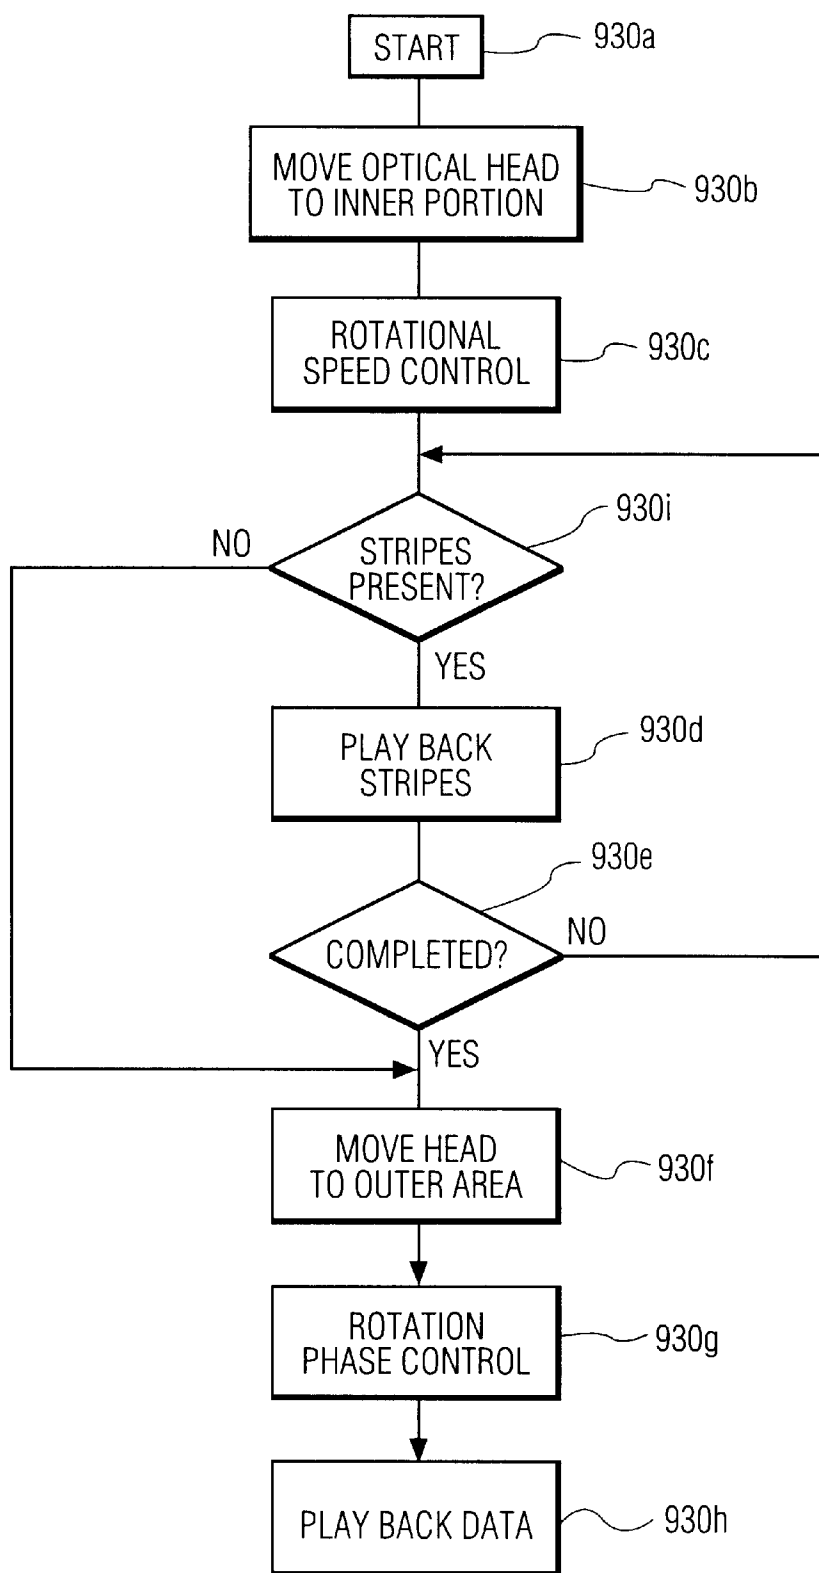 START
930a
MOVE OPTICAL HEAD
TO INNER PORTION
930b
ROTATIONAL
SPEED CONTROL
930c
930i
NO
STRIPES
PRESENT?
YES
PLAY BACK
STRIPES
930d
930e
COMPLETED?
NO
YES
MOVE HEAD
TO OUTER AREA
930f
ROTATION
PHASE CONTROL
930g
PLAY BACK DATA
930h